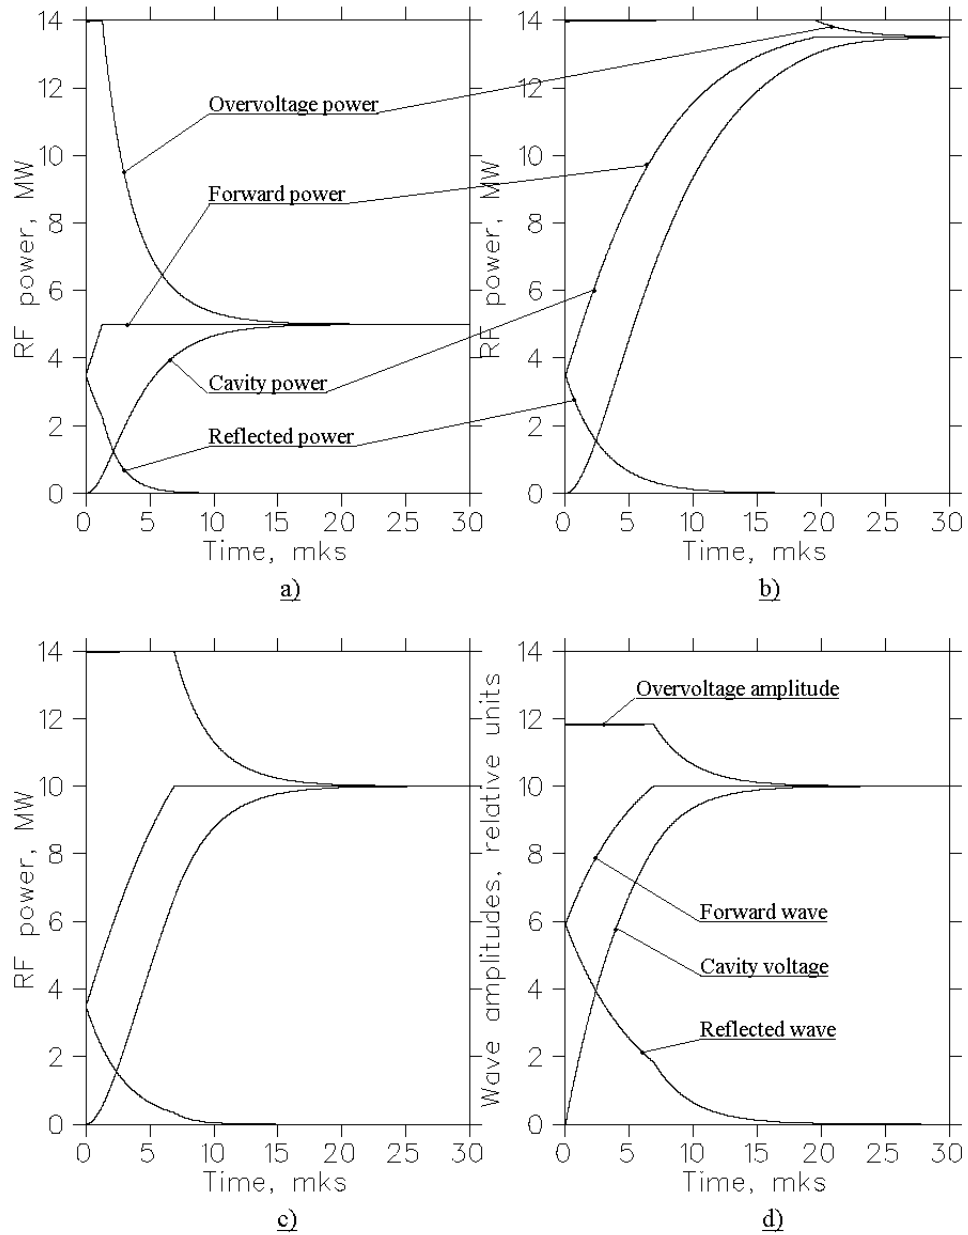 14
12
10
8
6
4
2
0
RF power, MW
0 5 10 15 20 25 30
Time, mks
a)
Overvoltage power
Forward power
Cavity power
Reflected power
14
12
10
8
6
4
2
0
RF power, MW
0 5 10 15 20 25 30
Time, mks
b)
14
12
10
8
6
4
2
0
RF power, MW
0 5 10 15 20 25 30
Time, mks
c)
14
12
10
8
6
4
2
0
Wave amplitudes, relative units
Overvoltage amplitude
Forward wave
Cavity voltage
Reflected wave
0 5 10 15 20 25 30
Time, mks
d)